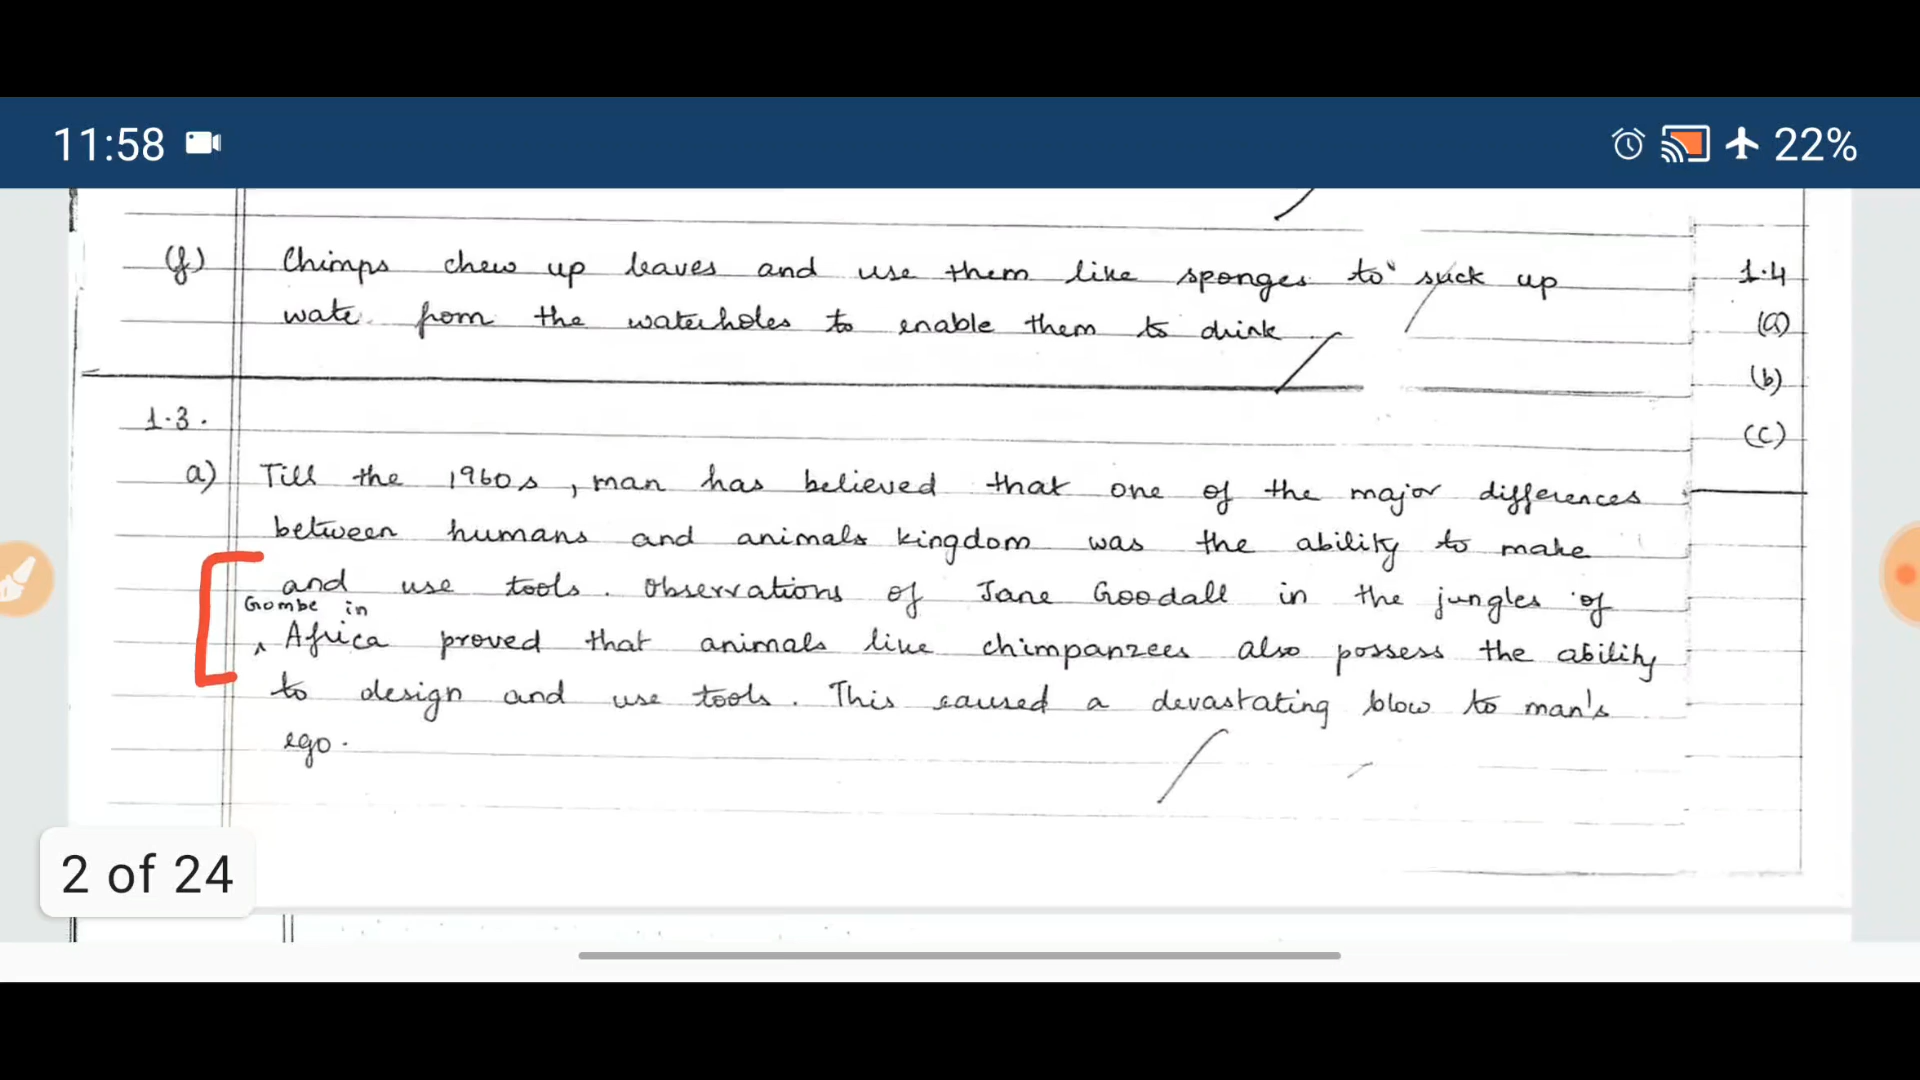 11:58 22%
(f) Chimps chew up leaves and use them like sponges to suck up 1.4
wate from the waterholes to enable them to drink (a)
(b)
1.3.
(c)
a) Till the 1960s, man has believed that one of the major differences
between humans and animals kingdom was the ability to make
and use tools. Observations of Jane Goodall in the jungles of
Gombe in
^ Africa proved that animals like chimpanzees also possess the ability
to design and use tools. This caused a devastating blow to man's
ego.
2 of 24